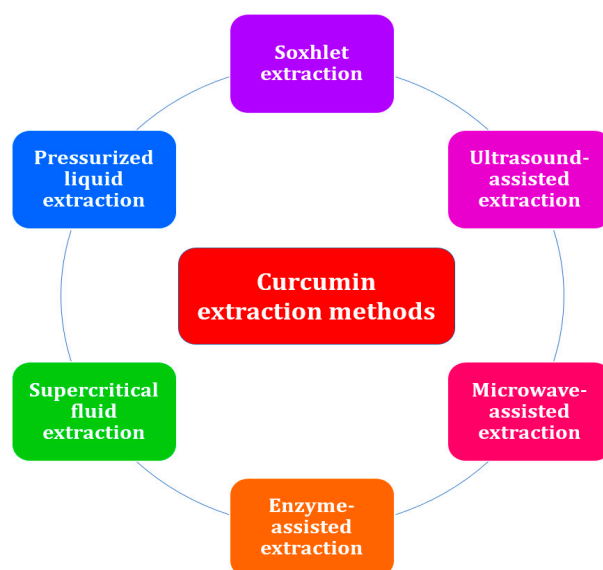 Soxhlet
extraction
Pressurized
liquid
extraction
Ultrasound-
assisted
extraction
Curcumin
extraction methods
Supercritical
fluid
extraction
Microwave-
assisted
extraction
Enzyme-
assisted
extraction